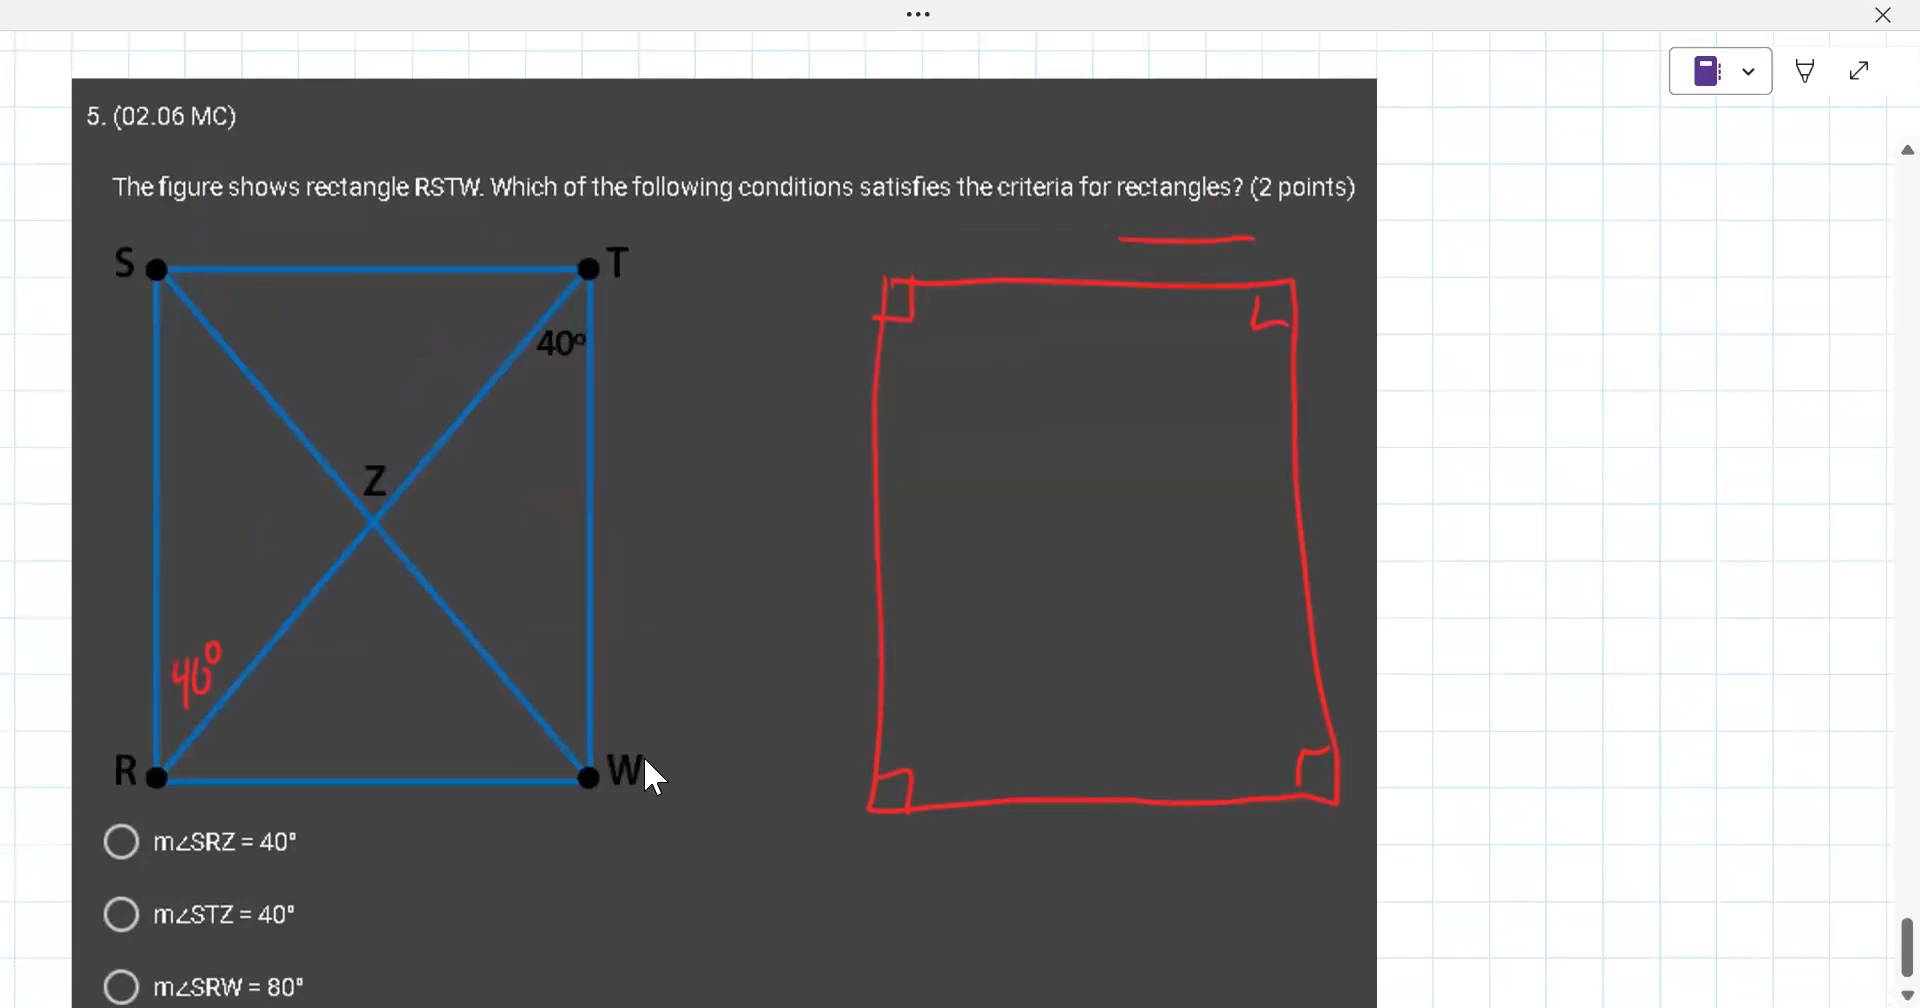 5. (02.06 MC)
The figure shows rectangle RSTW. Which of the following conditions satisfies the criteria for rectangles? (2 points)
S
T
40º
Z
40°
R
W
m∠SRZ = 40°
m∠STZ = 40°
m∠SRW = 80°